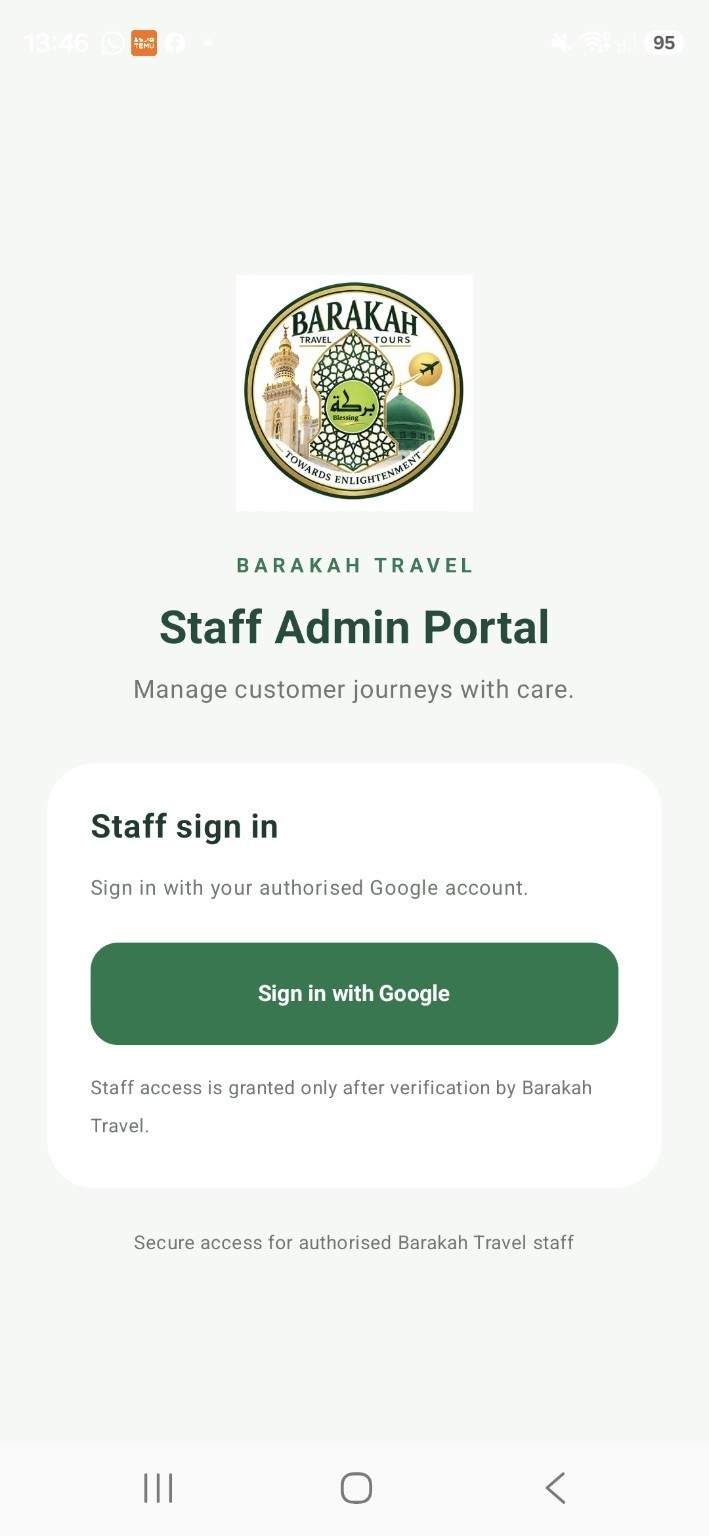 13:46
TEMU
95
BARAKAH
TRAVEL TOURS
بركة
Blessing
TOWARDS ENLIGHTENMENT
BARAKAH TRAVEL
Staff Admin Portal
Manage customer journeys with care.
Staff sign in
Sign in with your authorised Google account.
Sign in with Google
Staff access is granted only after verification by Barakah
Travel.
Secure access for authorised Barakah Travel staff